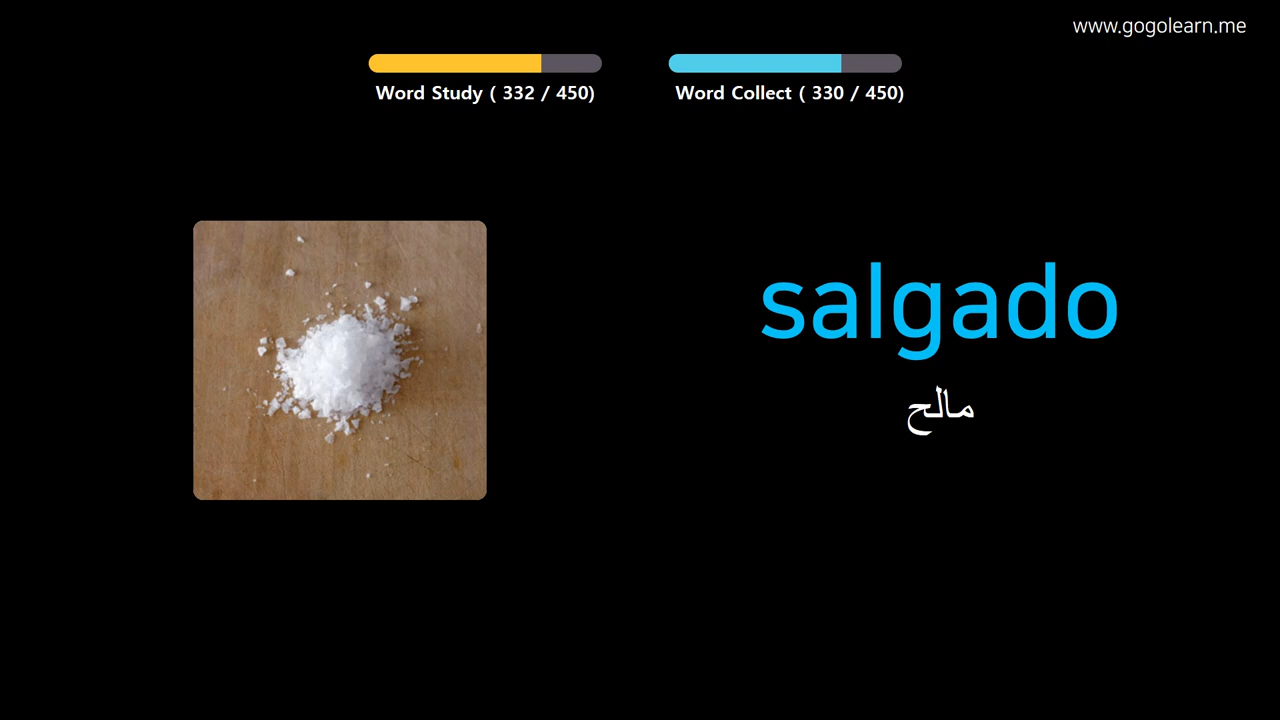 www.gogolearn.me
Word Study ( 332 / 450)
Word Collect ( 330 / 450)
salgado
مالح